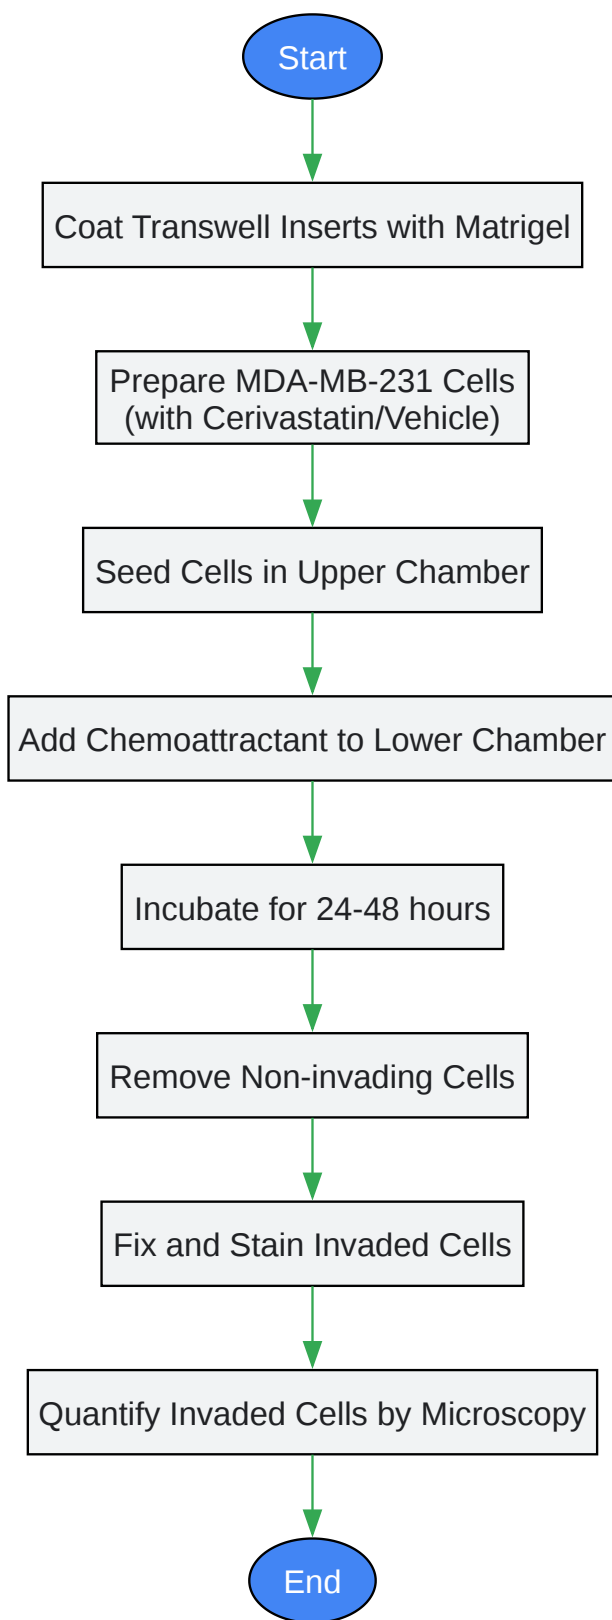 Start
Coat Transwell Inserts with Matrigel
Prepare MDA-MB-231 Cells
(with Cerivastatin/Vehicle)
Seed Cells in Upper Chamber
Add Chemoattractant to Lower Chamber
Incubate for 24-48 hours
Remove Non-invading Cells
Fix and Stain Invaded Cells
Quantify Invaded Cells by Microscopy
End